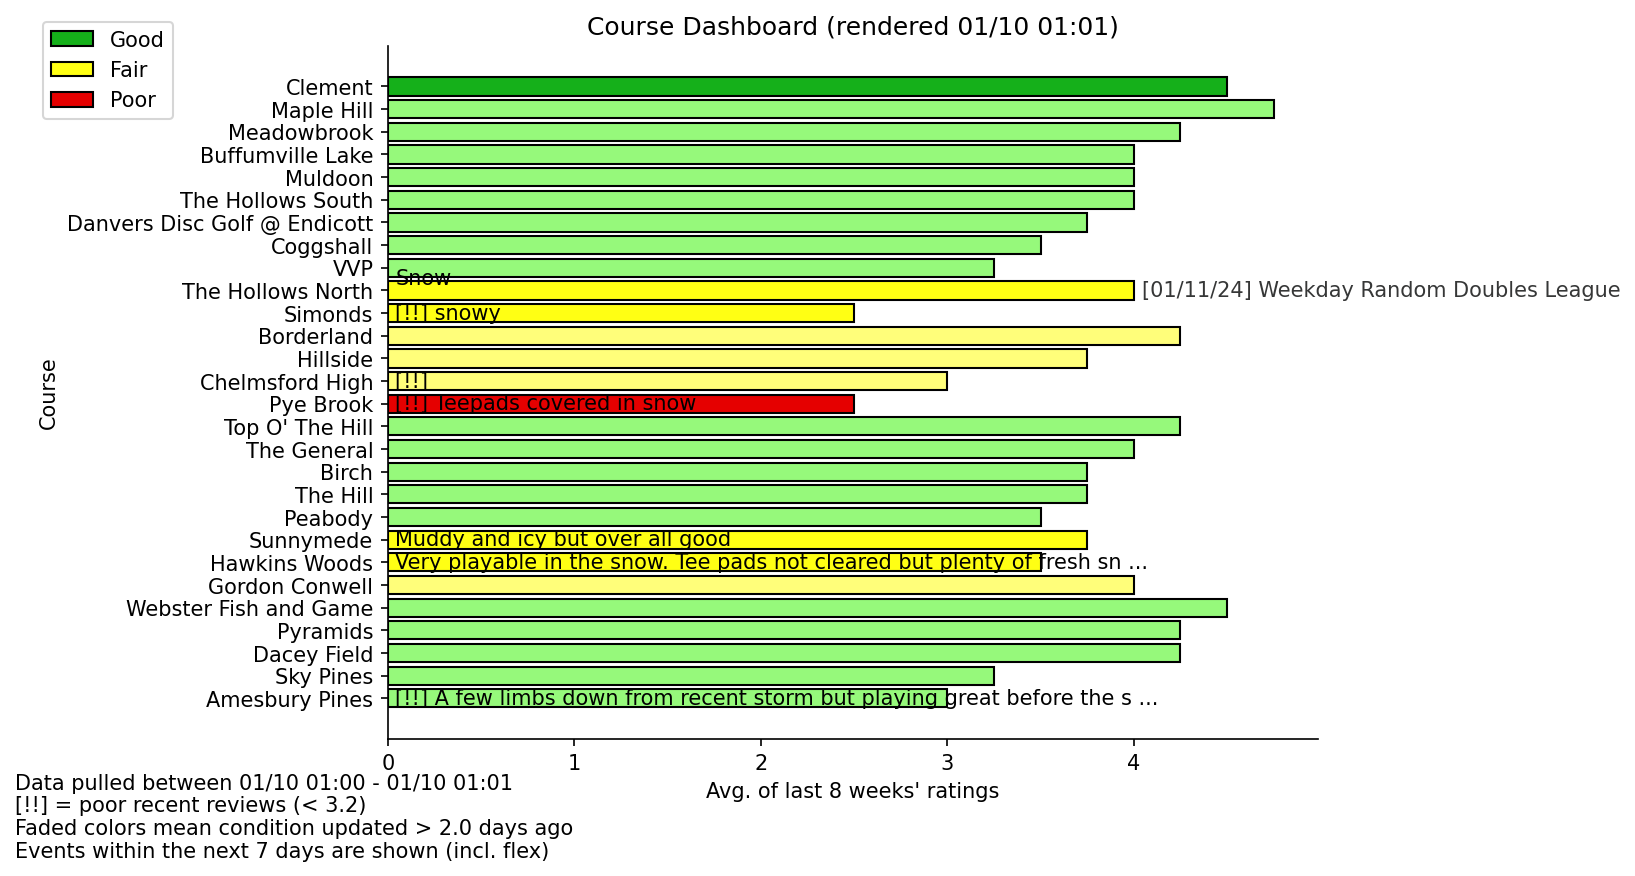 Course Dashboard (rendered 01/10 01:01)
Good
Fair
Poor
Course
Clement
Maple Hill
Meadowbrook
Buffumville Lake
Muldoon
The Hollows South
Danvers Disc Golf @ Endicott
Coggshall
VVP
Snow
The Hollows North
[01/11/24] Weekday Random Doubles League
Simonds
[!!] snowy
Borderland
Hillside
Chelmsford High
[!!]
Pye Brook
[!!] Teepads covered in snow
Top O' The Hill
The General
Birch
The Hill
Peabody
Sunnymede
Muddy and icy but over all good
Hawkins Woods
Very playable in the snow. Tee pads not cleared but plenty of fresh sn ...
Gordon Conwell
Webster Fish and Game
Pyramids
Dacey Field
Sky Pines
Amesbury Pines
[!!] A few limbs down from recent storm but playing great before the s ...
0 1 2 3 4
Avg. of last 8 weeks' ratings
Data pulled between 01/10 01:00 - 01/10 01:01
[!!] = poor recent reviews (< 3.2)
Faded colors mean condition updated > 2.0 days ago
Events within the next 7 days are shown (incl. flex)